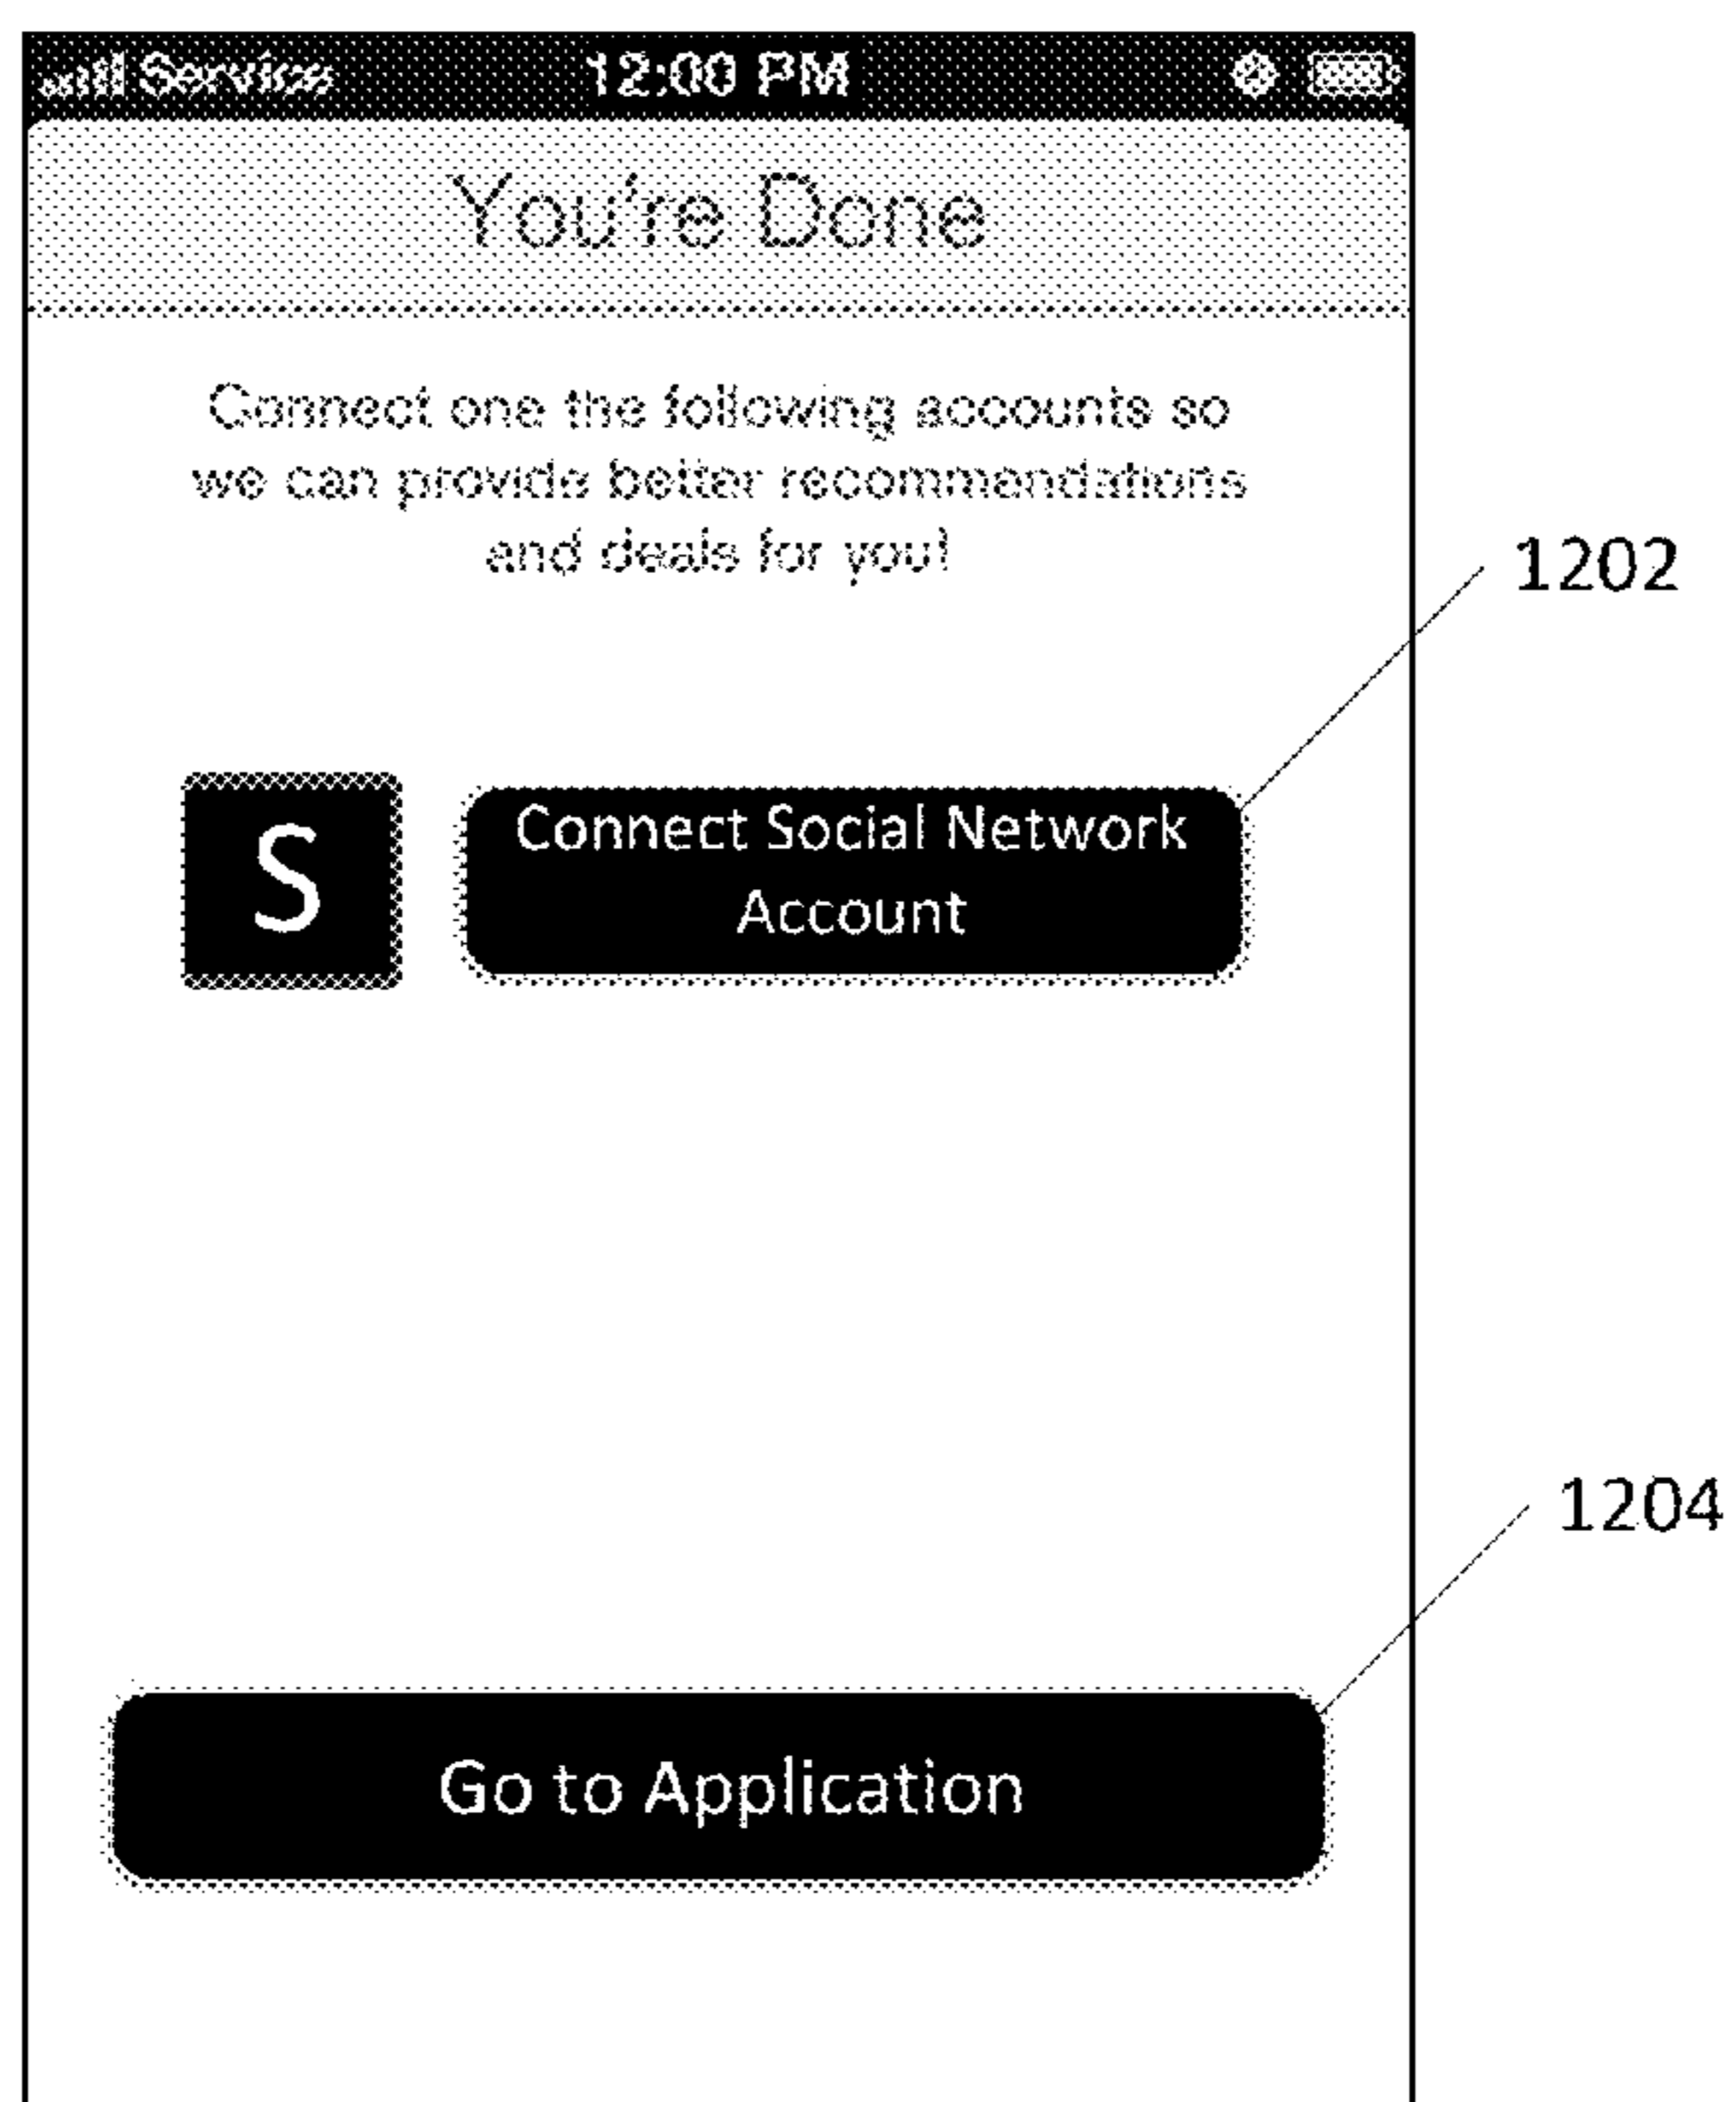 Service 12:00 PM
You're Done
Connect one the following accounts so
we can provide better recommendations
and deals for you!
1202
S
Connect Social Network
Account
1204
Go to Application